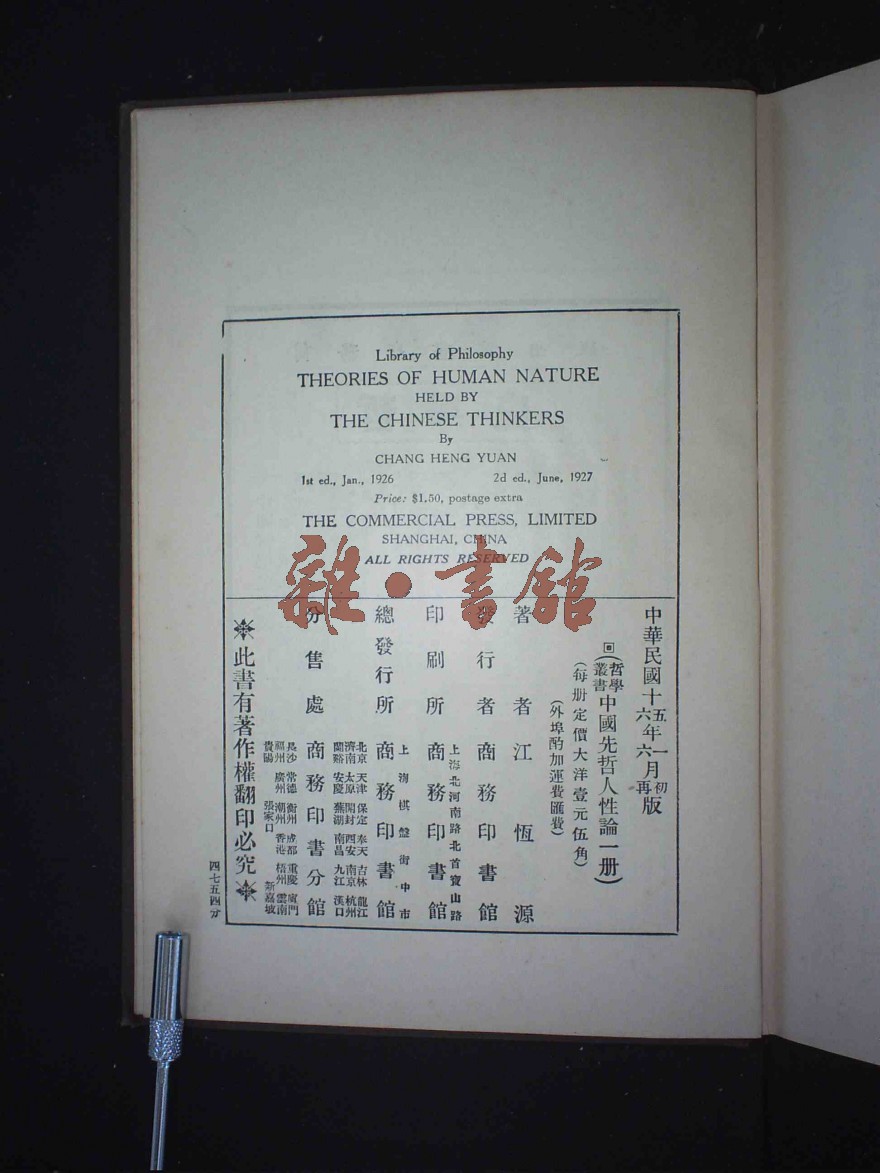 Library of Philosophy
THEORIES OF HUMAN NATURE
HELD BY
THE CHINESE THINKERS
By
CHANG HENG YUAN
1st ed., Jan., 1926 2d ed., June, 1927
Price: $1.50, postage extra
THE COMMERCIAL PRESS, LIMITED
SHANGHAI, CHINA
ALL RIGHTS RESERVED
雜·書館
中華民國十五年一月初版
六年六月再
(哲學叢書中國先哲人性論一册)
(每册定價大洋壹元伍角)
(外埠酌加運費匯費)
著者 江恆源
發行者 商務印書館
印刷所 上海北河南路北首寶山路 商務印書館
總發行所 上海棋盤街中市 商務印書館
分售處 商務印書分館
北京 天津 保定 奉天 吉林 龍江
濟南 太原 開封 西安 南京 杭州
蘭谿 安慶 蕪湖 南昌 九江 漢口
長沙 常德 衡州 成都 重慶 廈門
福州 廣州 潮州 香港 梧州 雲南
貴陽 張家口 新嘉坡
此書有著作權翻印必究
四七五四分